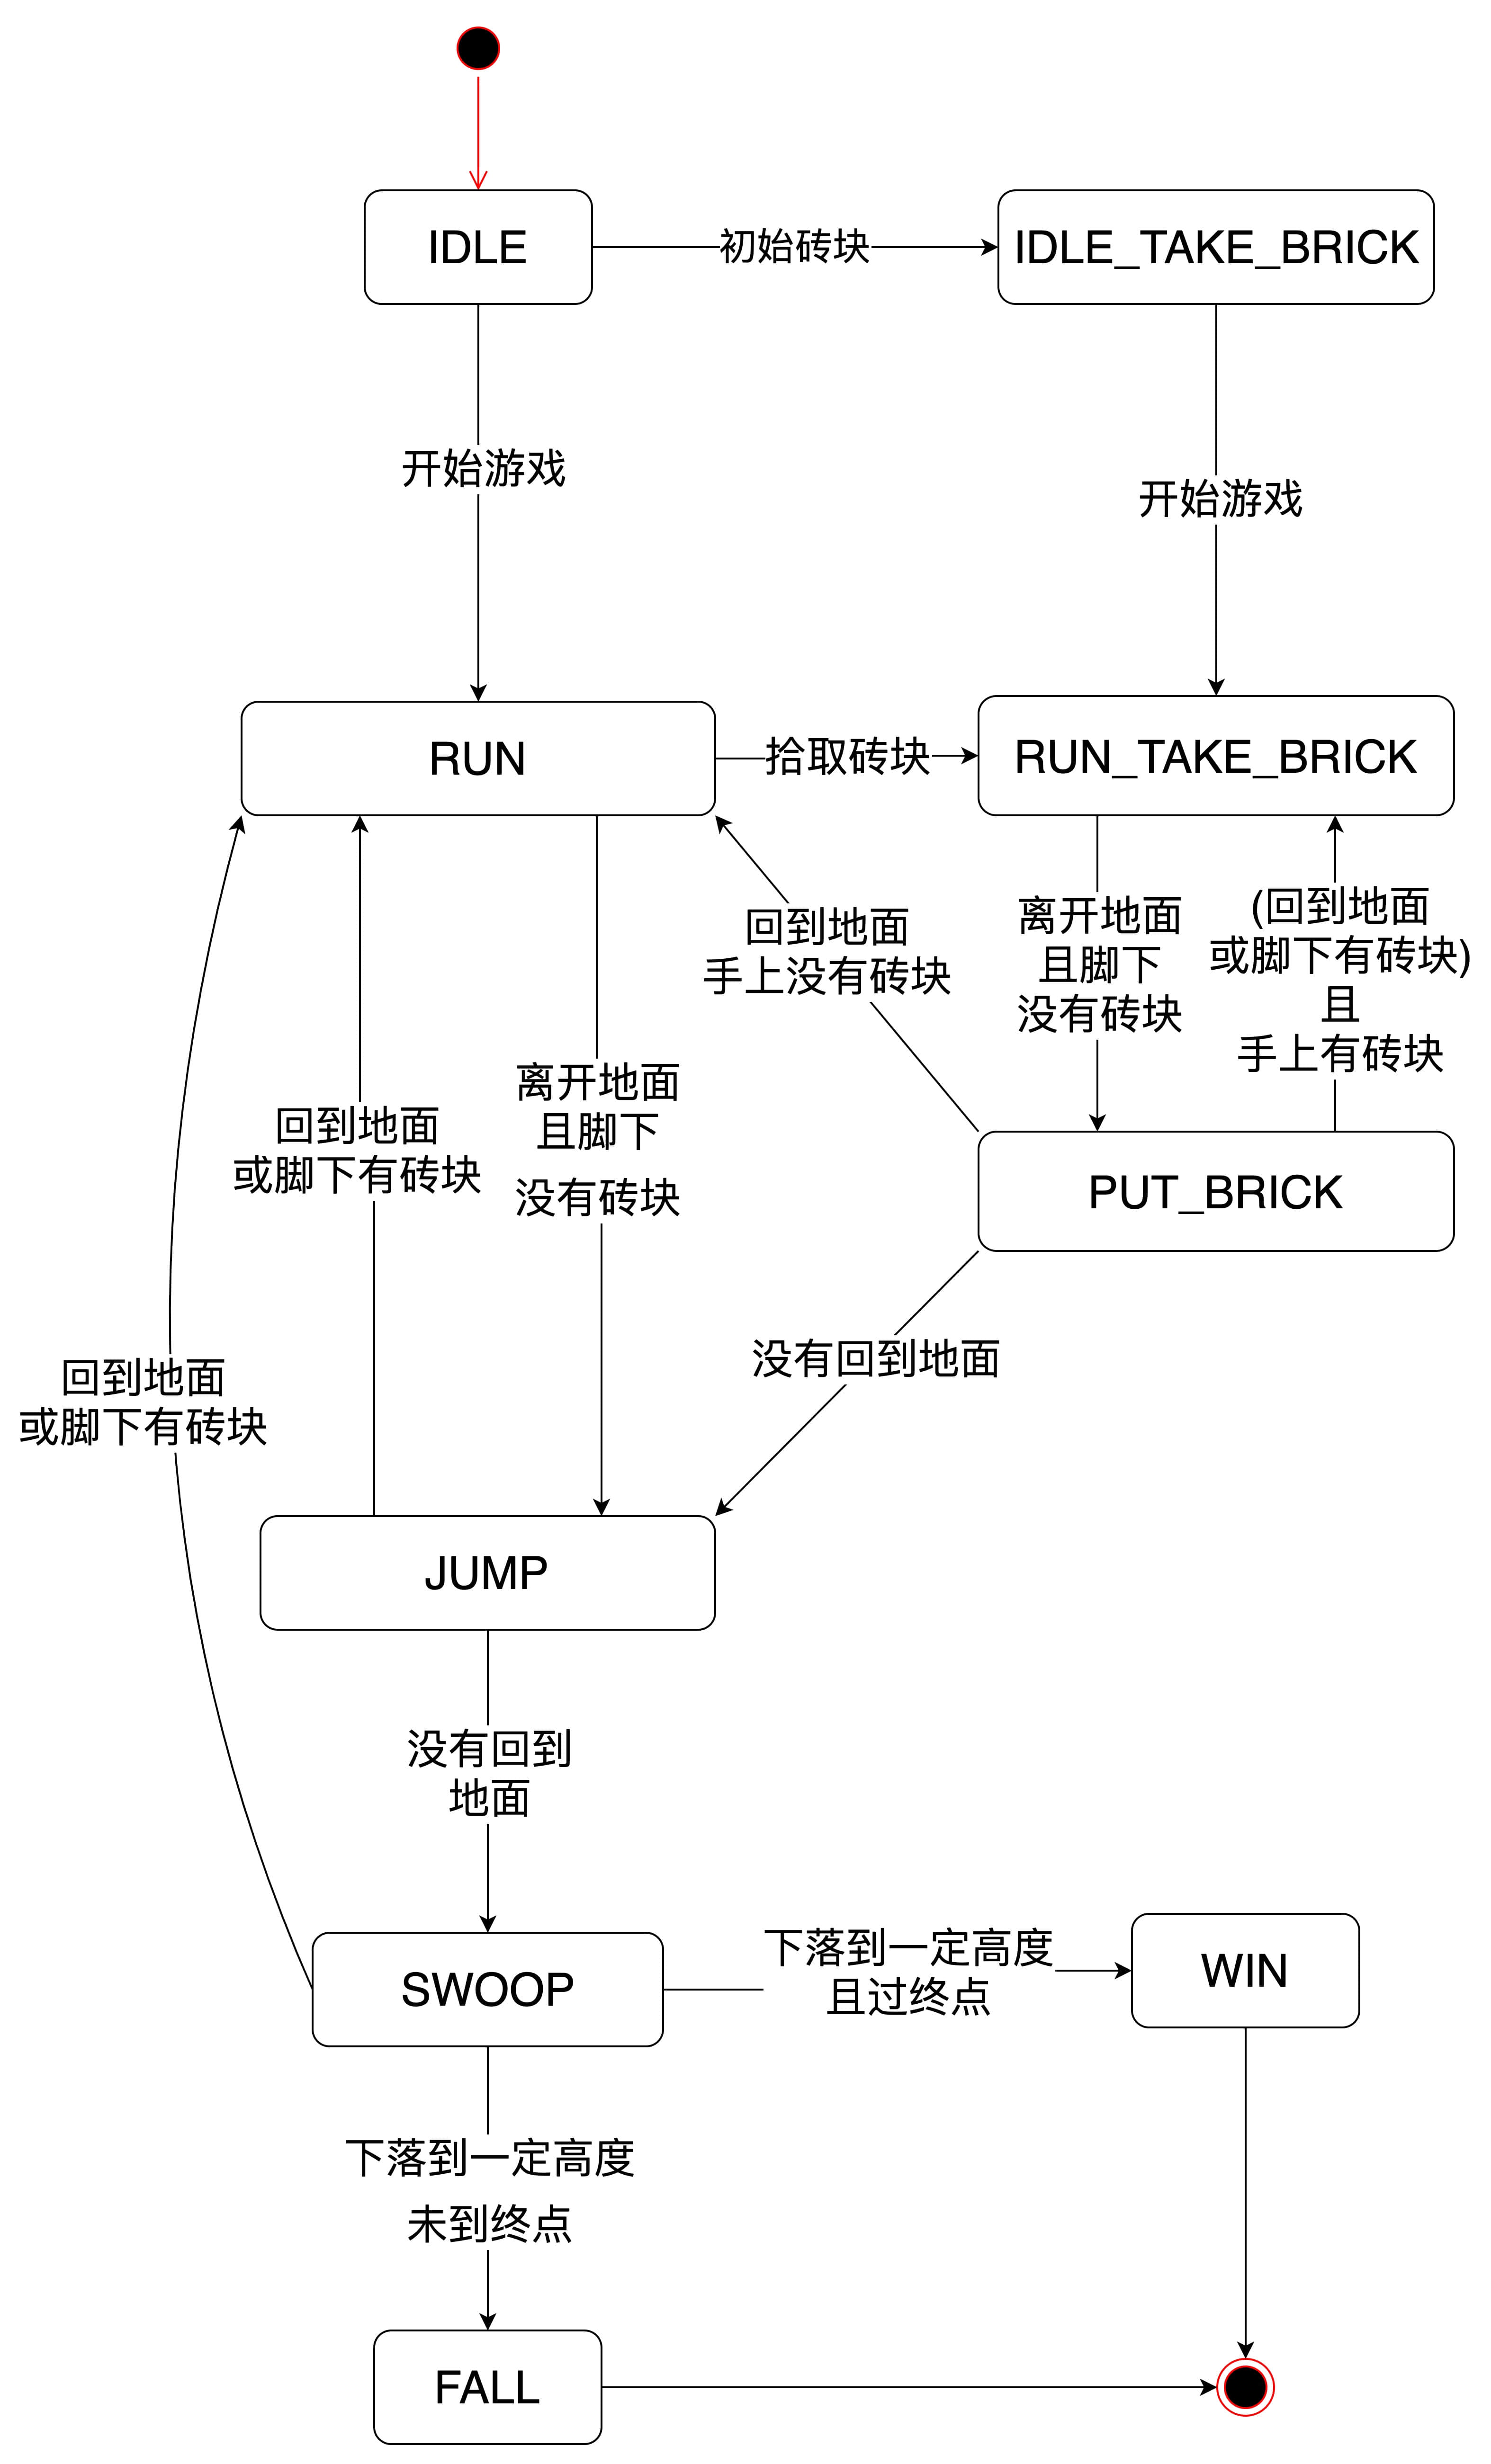 IDLE
初始砖块
IDLE_TAKE_BRICK
开始游戏
开始游戏
RUN
拾取砖块
RUN_TAKE_BRICK
回到地面
手上没有砖块
离开地面
且脚下
没有砖块
(回到地面
或脚下有砖块)
且
手上有砖块
离开地面
且脚下
没有砖块
回到地面
或脚下有砖块
PUT_BRICK
没有回到地面
回到地面
或脚下有砖块
JUMP
没有回到
地面
SWOOP
下落到一定高度
且过终点
WIN
下落到一定高度
未到终点
FALL